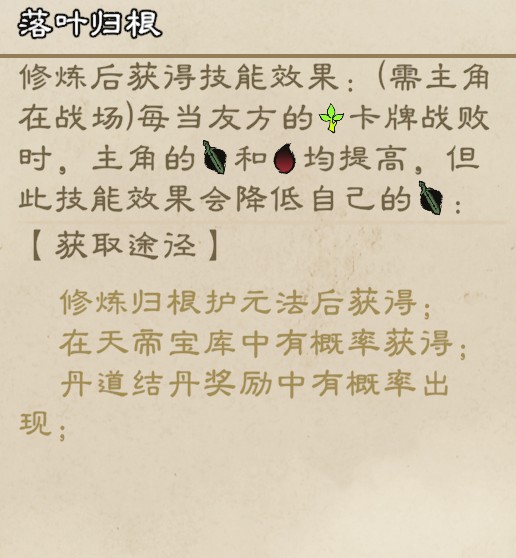 落叶归根
修炼后获得技能效果：(需主角
在战场)每当友方的卡牌战败
时，主角的和均提高，但
此技能效果会降低自己的：
【获取途径】
修炼归根护元法后获得；
在天帝宝库中有概率获得；
丹道结丹奖励中有概率出
现；